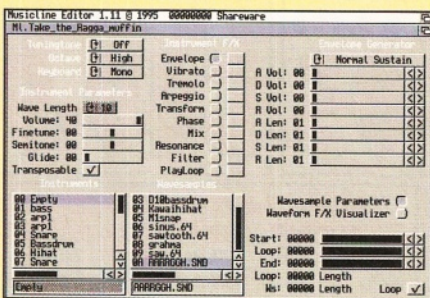 Musicline Editor 1.11 © 1995 00000000 Shareware
Ml.Take_the_Ragga_muffin
Tuningtone Off
Octave High
Keyboard Mono
Instrument Parameters
Wave Length 10
Volume: 40
Finetune: 00
Semitone: 00
Glide: 00
Transposable
Instruments
00 Empty
01 bass
02 arp1
03 arp1
04 Snare
05 Bassdrum
06 Hihat
07 Snare
Empty
Instrument F/X
Envelope
Vibrato
Tremolo
Arpeggio
Transform
Phase
Mix
Resonance
Filter
PlayLoop
Wavesamples
03 D10bassdrum
04 Kawaihihat
05 M1snap
06 sinus.64
07 sawtooth.64
08 grahma
09 saw.64
0A AARRGGH.SND
AARRGGH.SND
Envelope Generator
Normal Sustain
A Vol: 00
D Vol: 00
S Vol: 00
R Vol: 00
A Len: 01
D Len: 01
S Len: 01
R Len: 01
Wavesample Parameters
Waveform F/X Visualizer
Start: 00000
Loop: 00000
End: 00000
Loop: 00000 Length
Ws: 00000 Length Loop